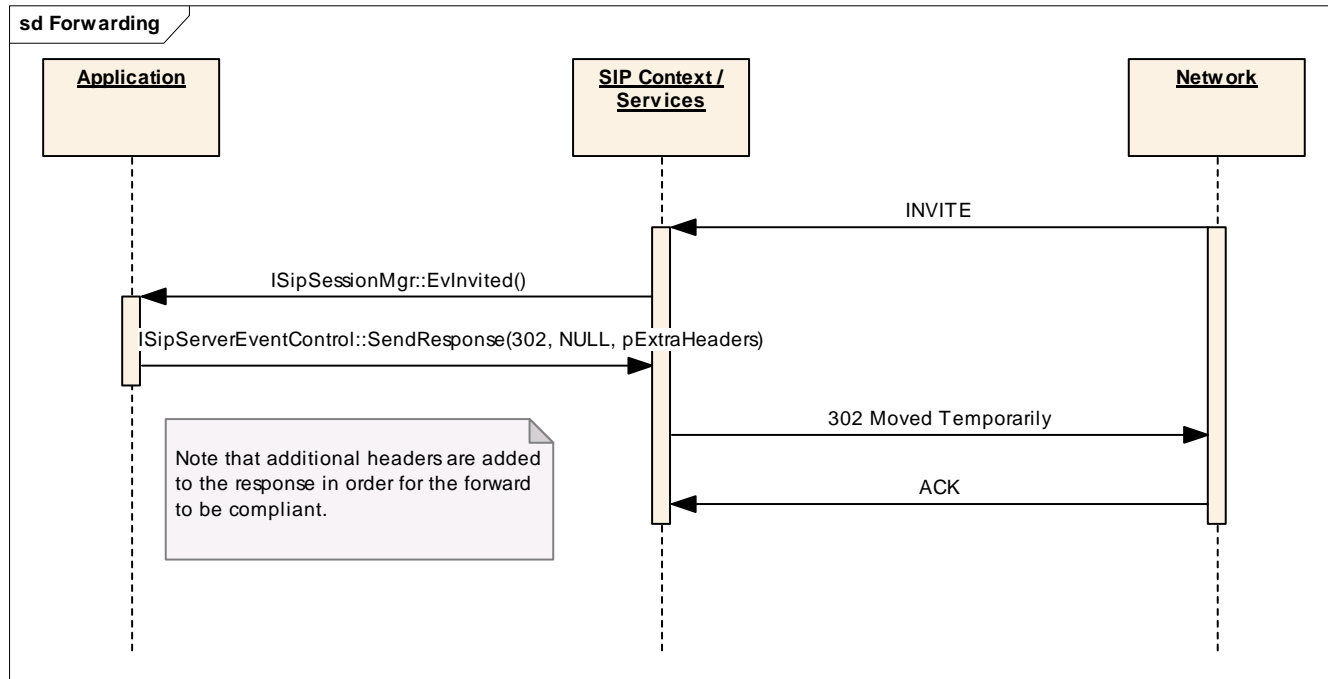 sd Forwarding
Application
SIP Context /
Services
Network
INVITE
ISipSessionMgr::EvInvited()
ISipServerEventControl::SendResponse(302, NULL, pExtraHeaders)
302 Moved Temporarily
Note that additional headers are added
to the response in order for the forward
to be compliant.
ACK